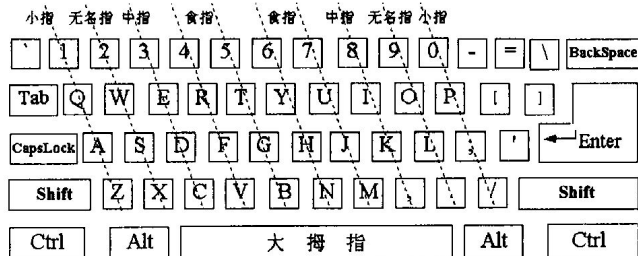 小指 无名指 中指 食指 食指 中指 无名指 小指
` 1 2 3 4 5 6 7 8 9 0 - = \ BackSpace
Tab Q W E R T Y U I O P [ ]
CapsLock A S D F G H J K L ; ' Enter
Shift Z X C V B N M , . / Shift
Ctrl Alt 大拇指 Alt Ctrl